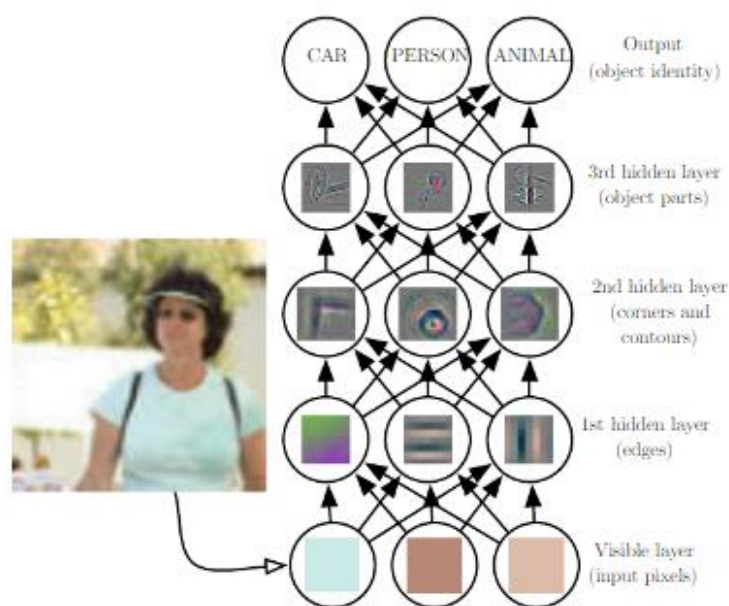 CAR PERSON ANIMAL
Output
(object identity)
3rd hidden layer
(object parts)
2nd hidden layer
(corners and
contours)
1st hidden layer
(edges)
Visible layer
(input pixels)